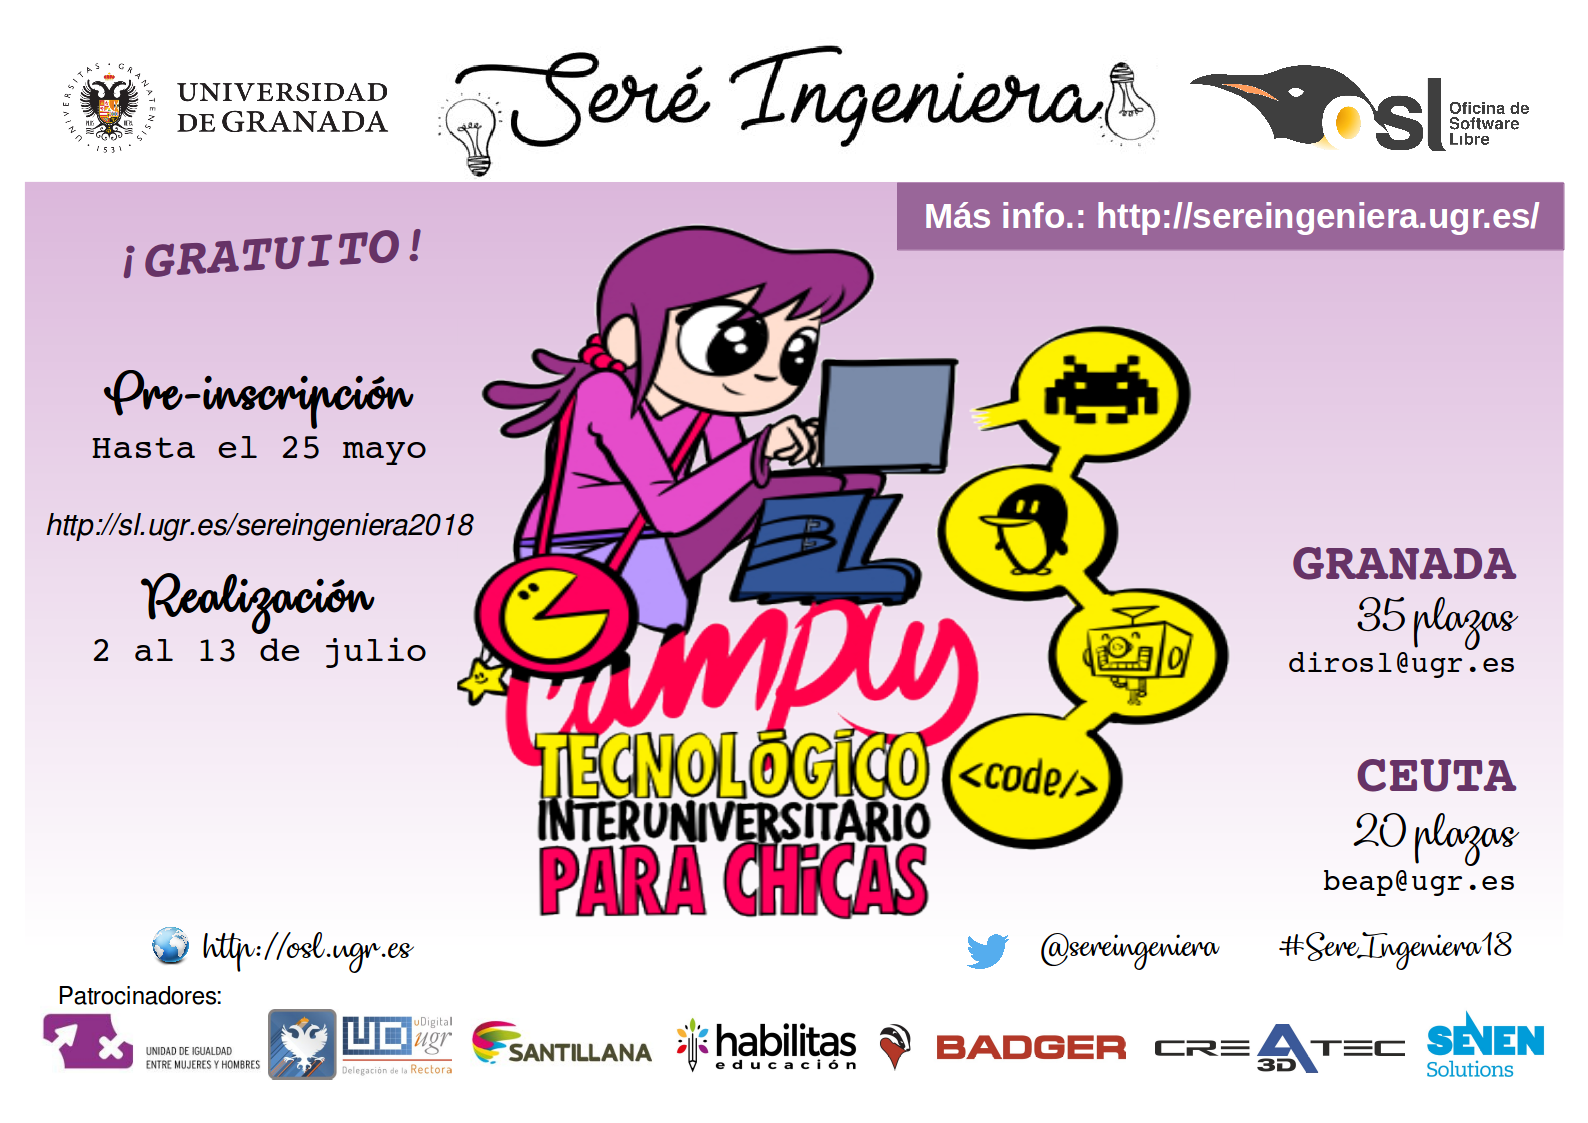 UNIVERSITAS · GRANATENSIS · 1531 ·
UNIVERSIDAD
DE GRANADA
Seré Ingeniera
osl
Oficina de
Software
Libre
Más info.: http://sereingeniera.ugr.es/
¡GRATUITO!
Pre-inscripción
Hasta el 25 mayo
http://sl.ugr.es/sereingeniera2018
Realización
2 al 13 de julio
Campus
TECNOLÓGICO
INTERUNIVERSITARIO
PARA CHiCAS
<code/>
GRANADA
35 plazas
dirosl@ugr.es
CEUTA
20 plazas
beap@ugr.es
http://osl.ugr.es
@sereingeniera
#SereIngeniera18
Patrocinadores:
UNIDAD DE IGUALDAD
ENTRE MUJERES Y HOMBRES
UD
uDigital
ugr
Delegación de la Rectora
SANTILLANA
habilitas
educación
BADGER
CREATEC
3D
SEVEN
Solutions